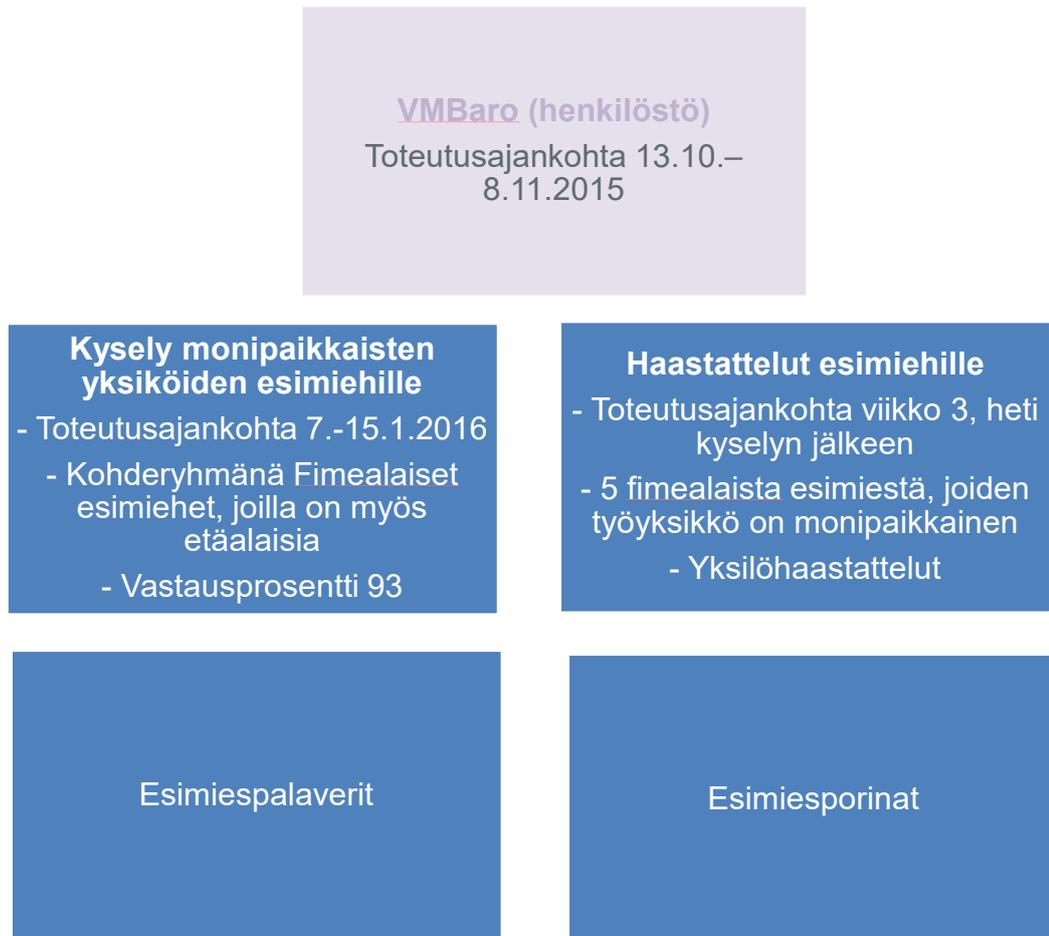 VMBaro (henkilöstö)
Toteutusajankohta 13.10.–
8.11.2015
Kysely monipaikkaisten
yksiköiden esimiehille
- Toteutusajankohta 7.-15.1.2016
- Kohderyhmänä Fimealaiset
esimiehet, joilla on myös
etäalaisia
- Vastausprosentti 93
Haastattelut esimiehille
- Toteutusajankohta viikko 3, heti
kyselyn jälkeen
- 5 fimealaista esimiestä, joiden
työyksikkö on monipaikkainen
- Yksilöhaastattelut
Esimiespalaverit
Esimiesporinat